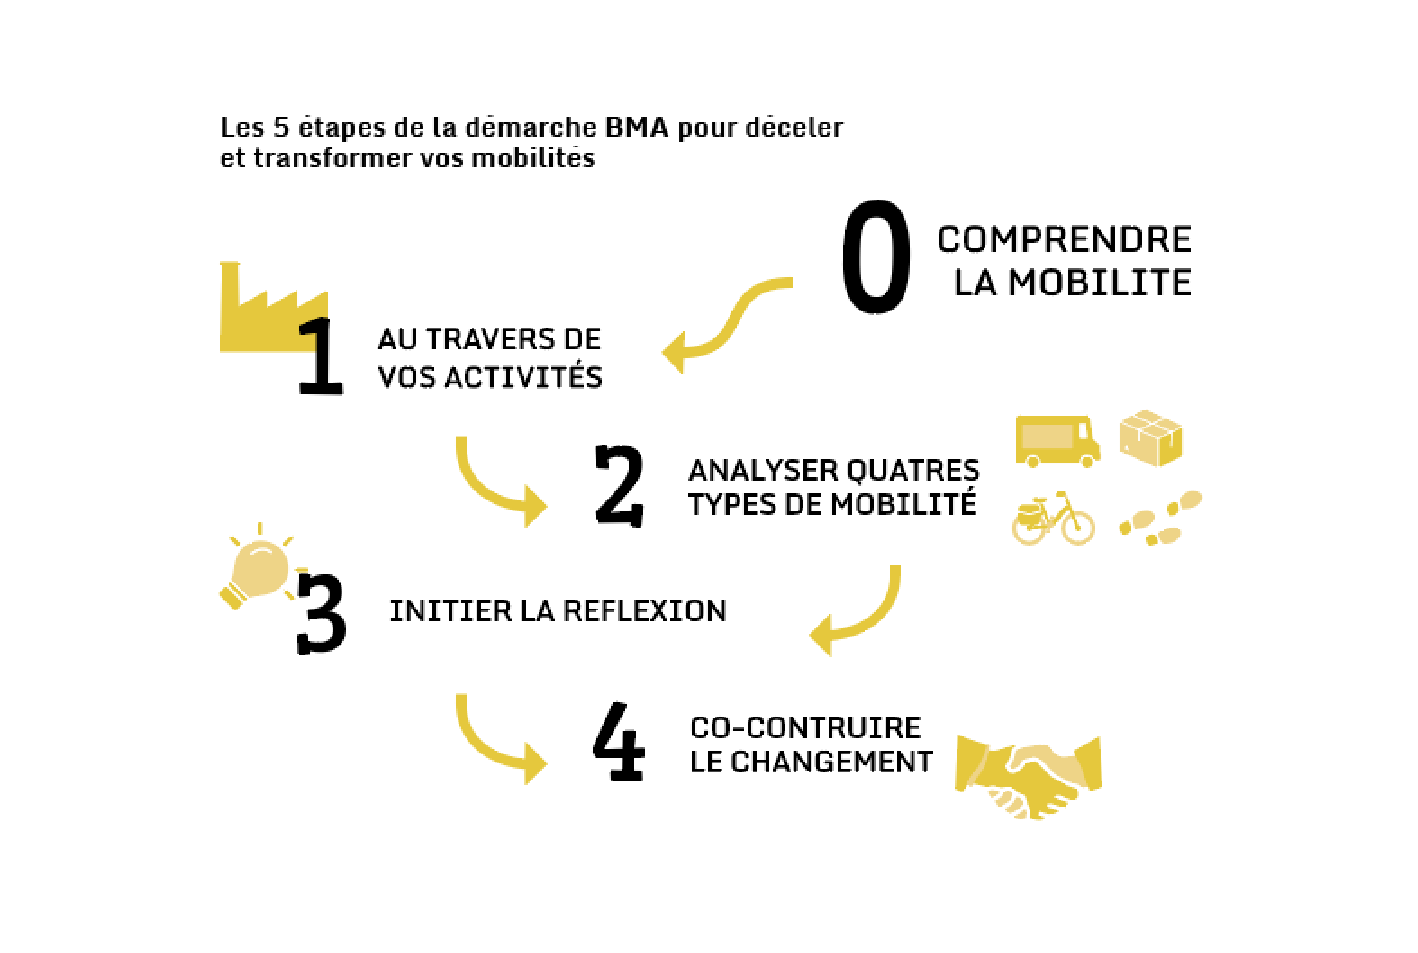 Les 5 étapes de la démarche BMA pour déceler
et transformer vos mobilités
0
COMPRENDRE
LA MOBILITE
1
AU TRAVERS DE
VOS ACTIVITÉS
2
ANALYSER QUATRES
TYPES DE MOBILITÉ
3
INITIER LA REFLEXION
4
CO-CONTRUIRE
LE CHANGEMENT